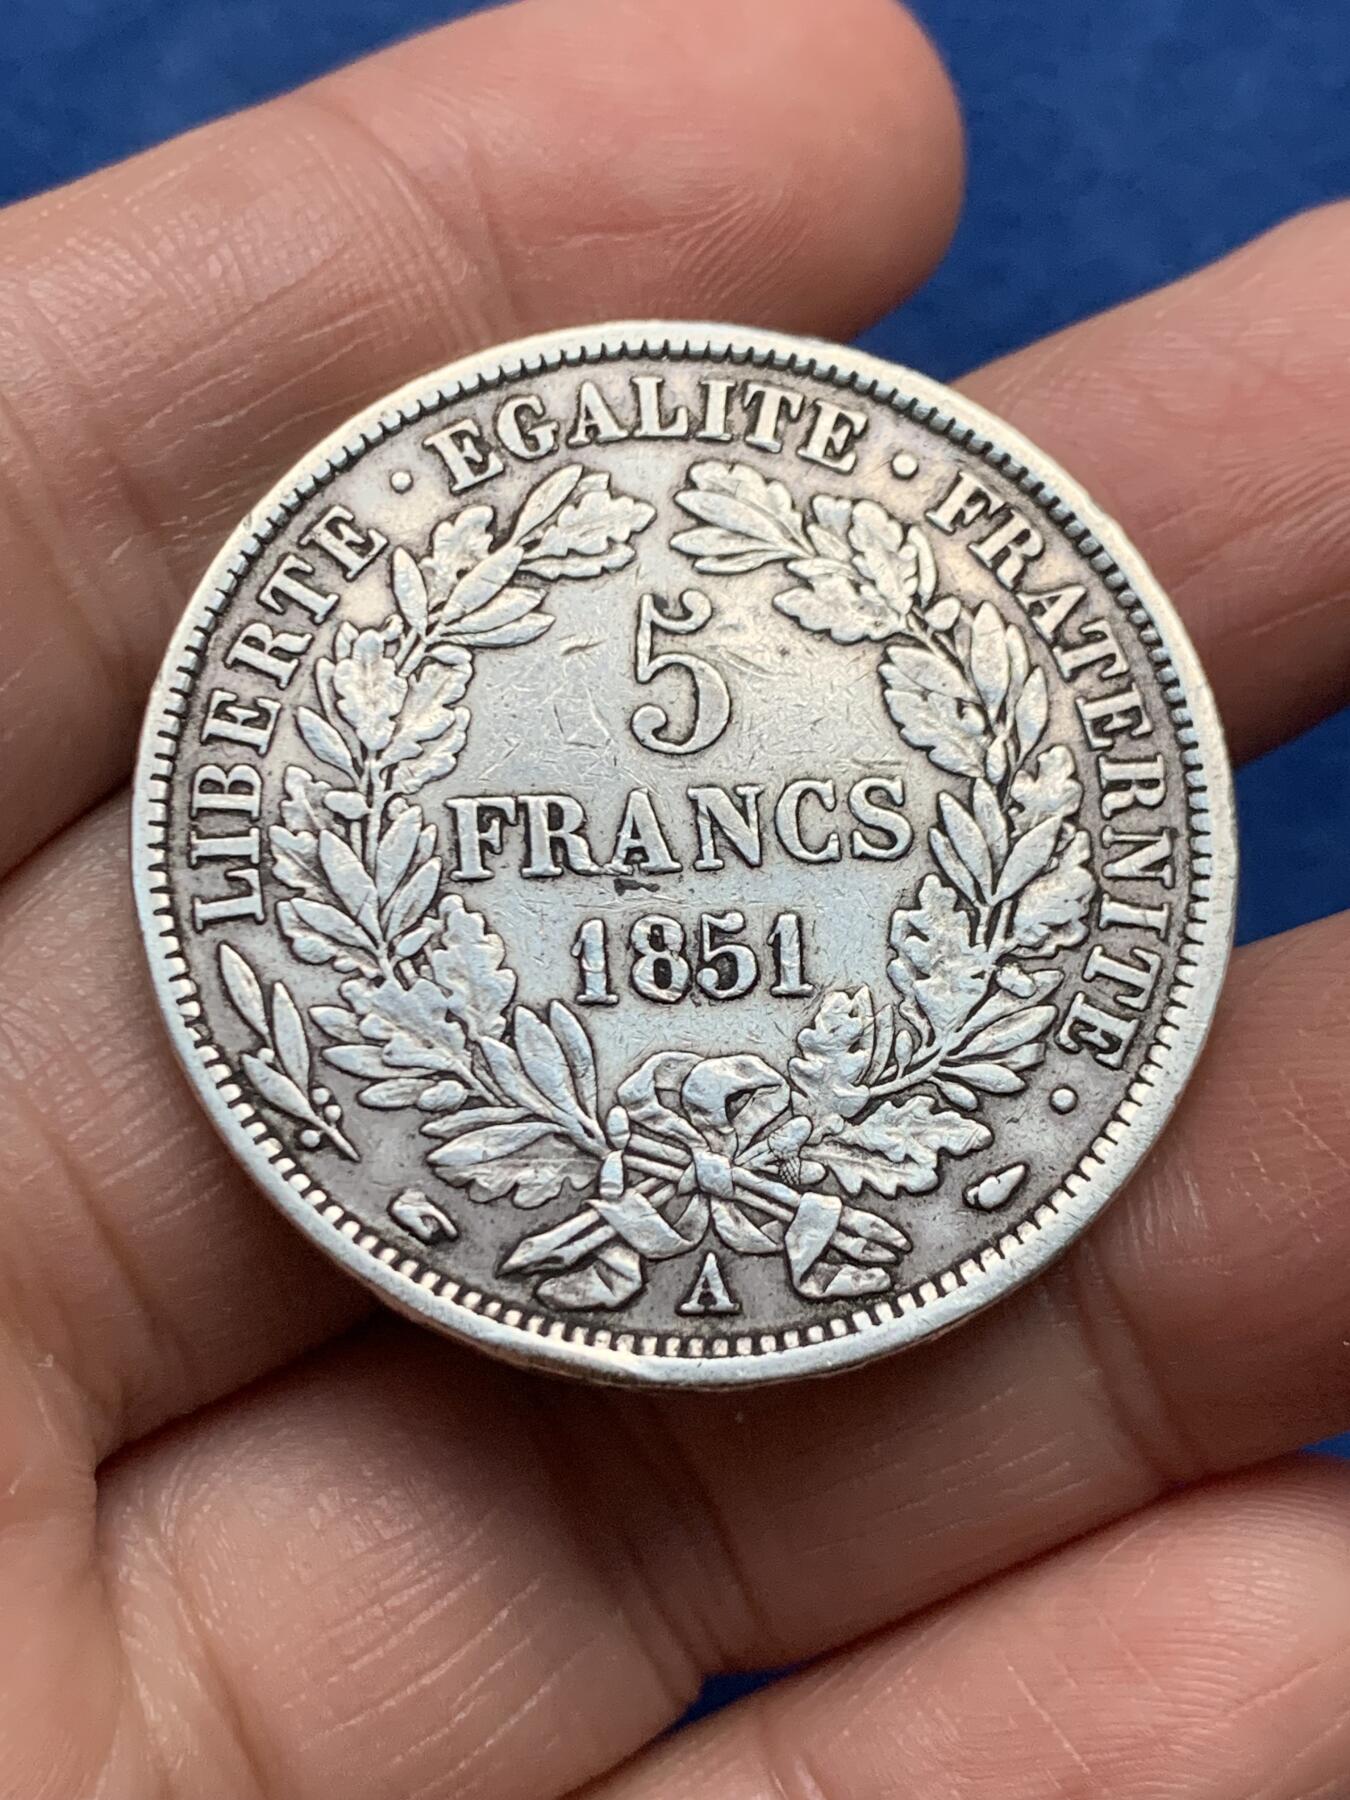 LIBERTE · EGALITE · FRATERNITE ·
5
FRANCS
1851
A